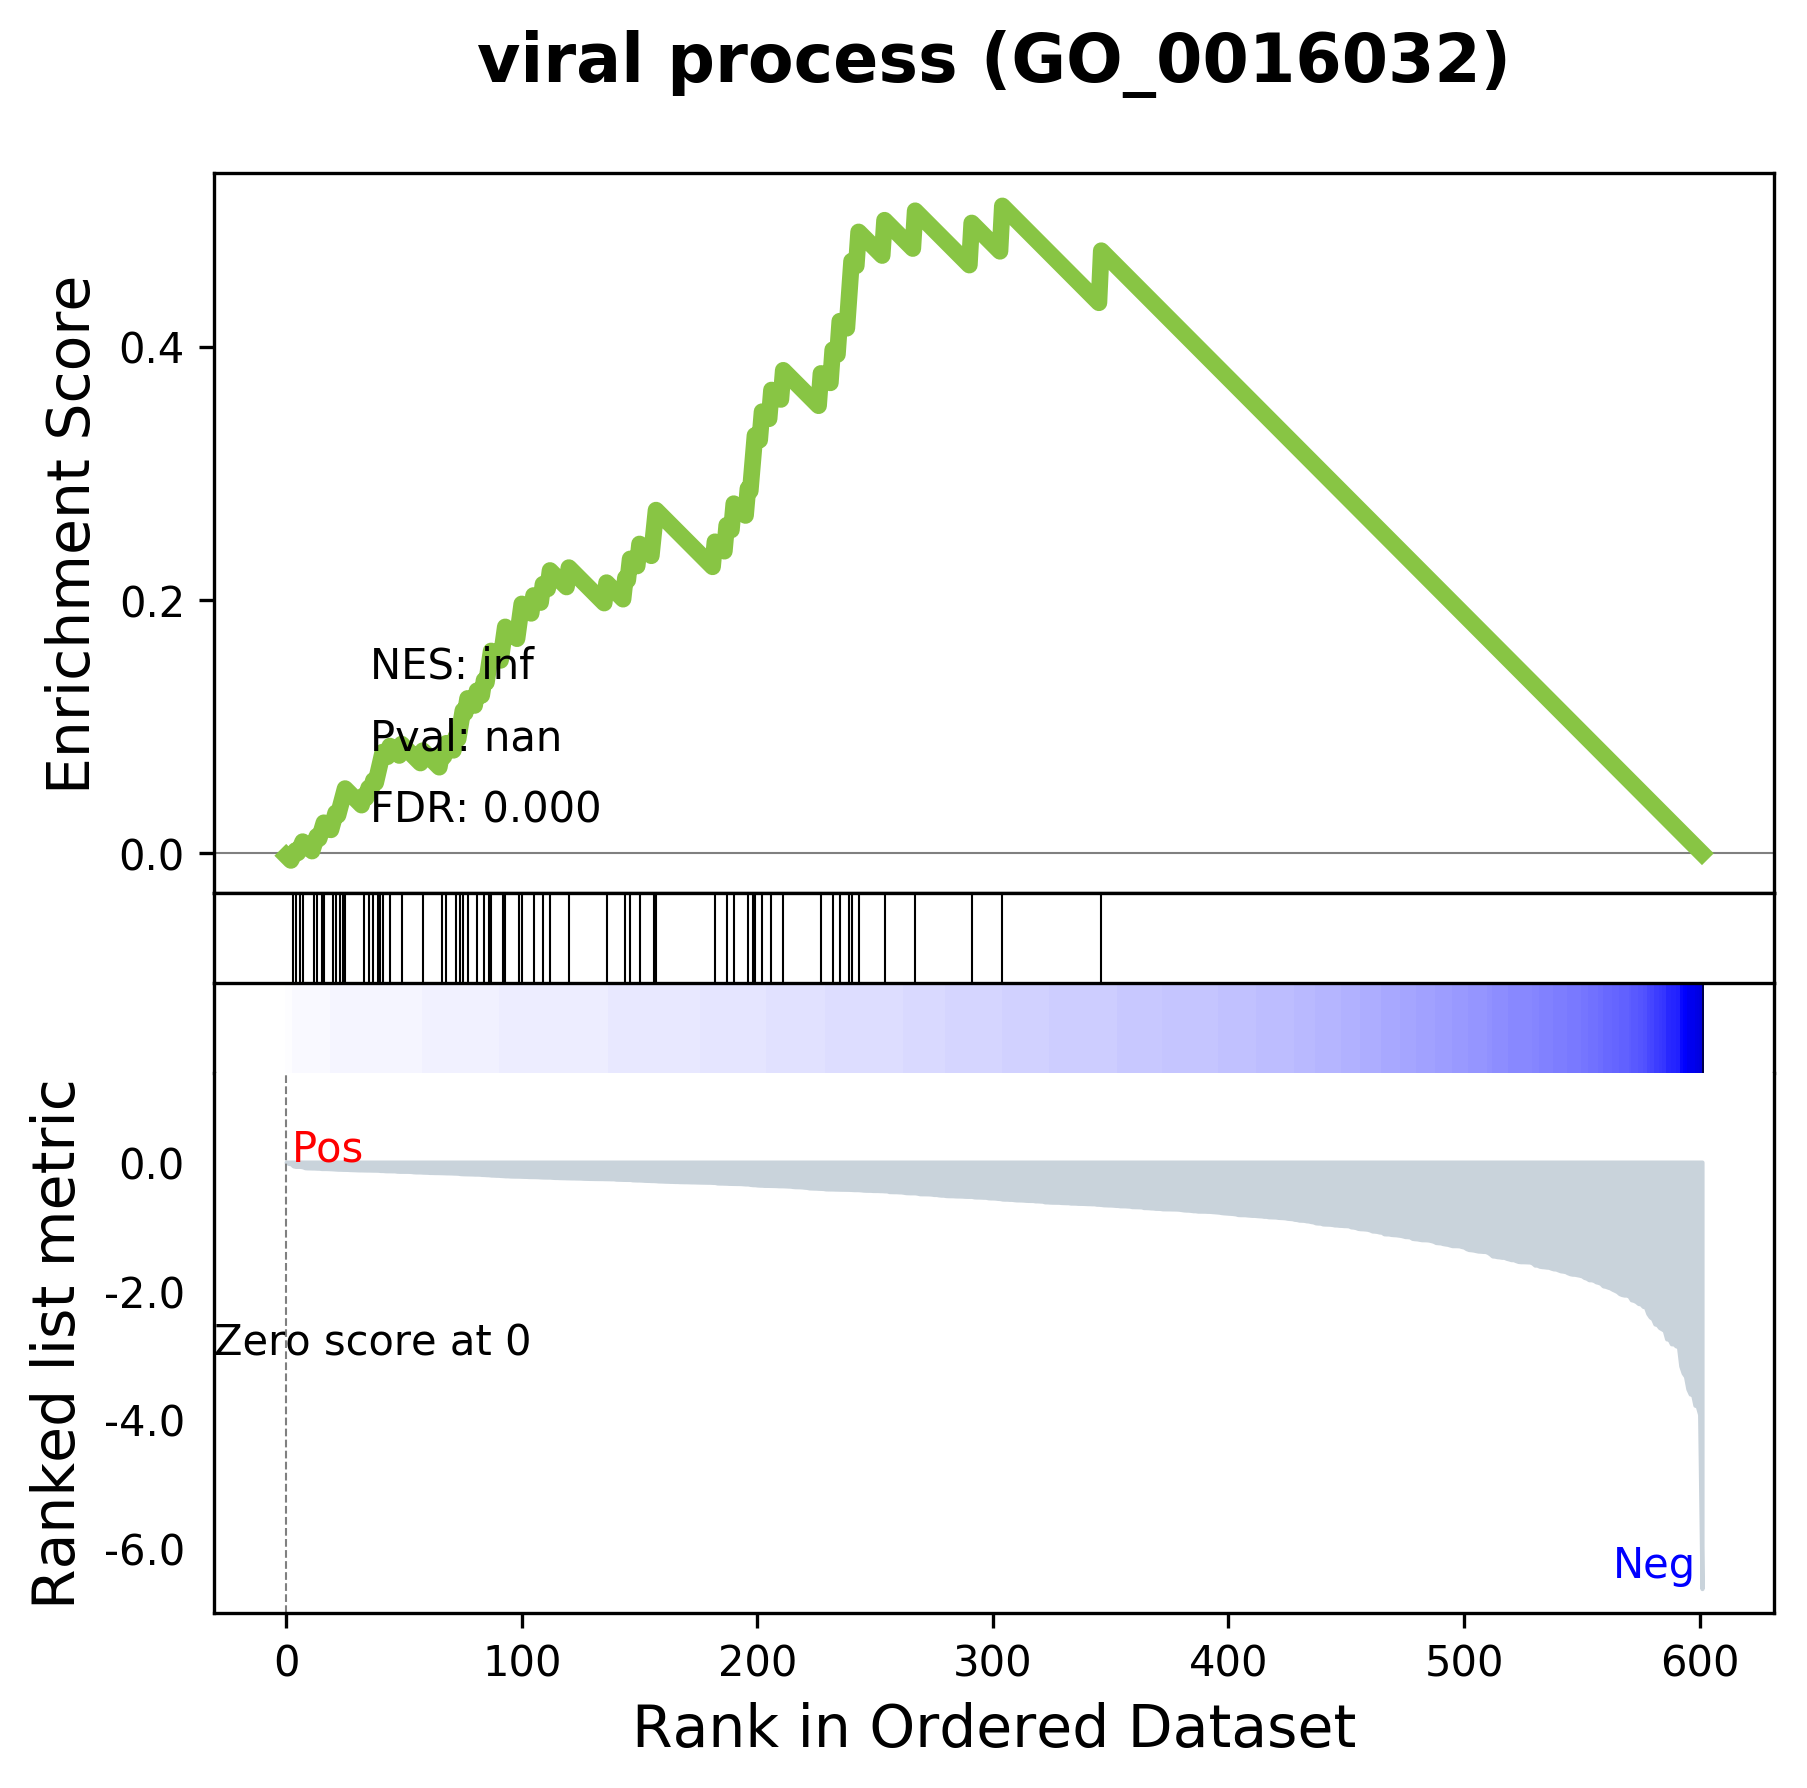 viral process (GO_0016032)
Enrichment Score
0.4
0.2
0.0
NES: inf
Pval: nan
FDR: 0.000
Ranked list metric
0.0
-2.0
-4.0
-6.0
Pos
Zero score at 0
Neg
0 100 200 300 400 500 600
Rank in Ordered Dataset